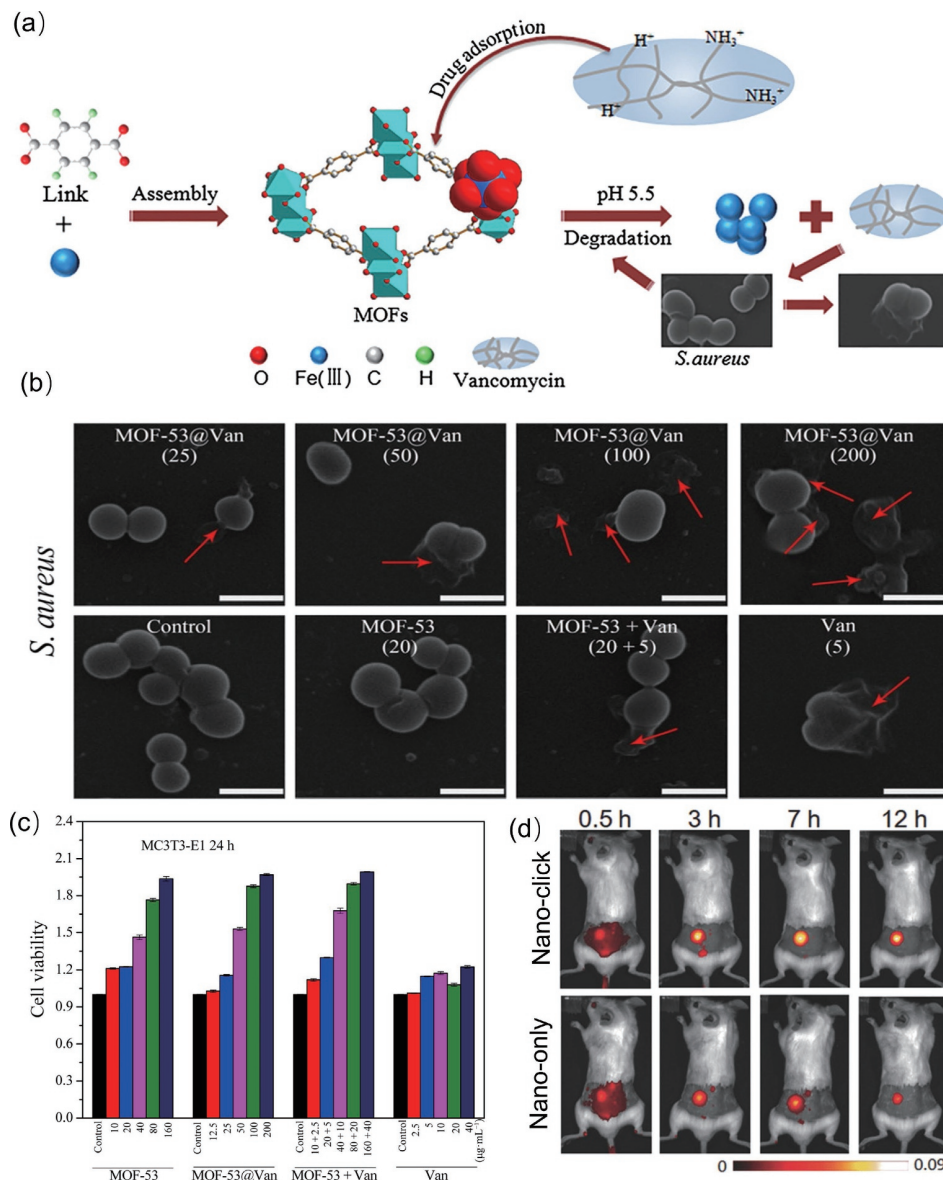 (a)
Drug adsorption
H⁺
NH₃⁺
H⁺
NH₃⁺
Link
+
Assembly
MOFs
pH 5.5
Degradation
S.aureus
O
Fe(Ⅲ)
C
H
Vancomycin
(b)
S. aureus
MOF-53@Van
(25)
MOF-53@Van
(50)
MOF-53@Van
(100)
MOF-53@Van
(200)
Control
MOF-53
(20)
MOF-53 + Van
(20 + 5)
Van
(5)
(c)
MC3T3-E1 24 h
Cell viability
2.4
2.1
1.8
1.5
1.2
0.9
0.6
0.3
0.0
Control 10 20 40 80 160
Control 12.5 25 50 100 200
Control 10 + 2.5 20 + 5 40 + 10 80 + 20 160 + 40
Control 2.5 5 10 20 40 (μg·mL⁻¹)
MOF-53 MOF-53@Van MOF-53 + Van Van
(d)
0.5 h 3 h 7 h 12 h
Nano-click
Nano-only
0 0.09